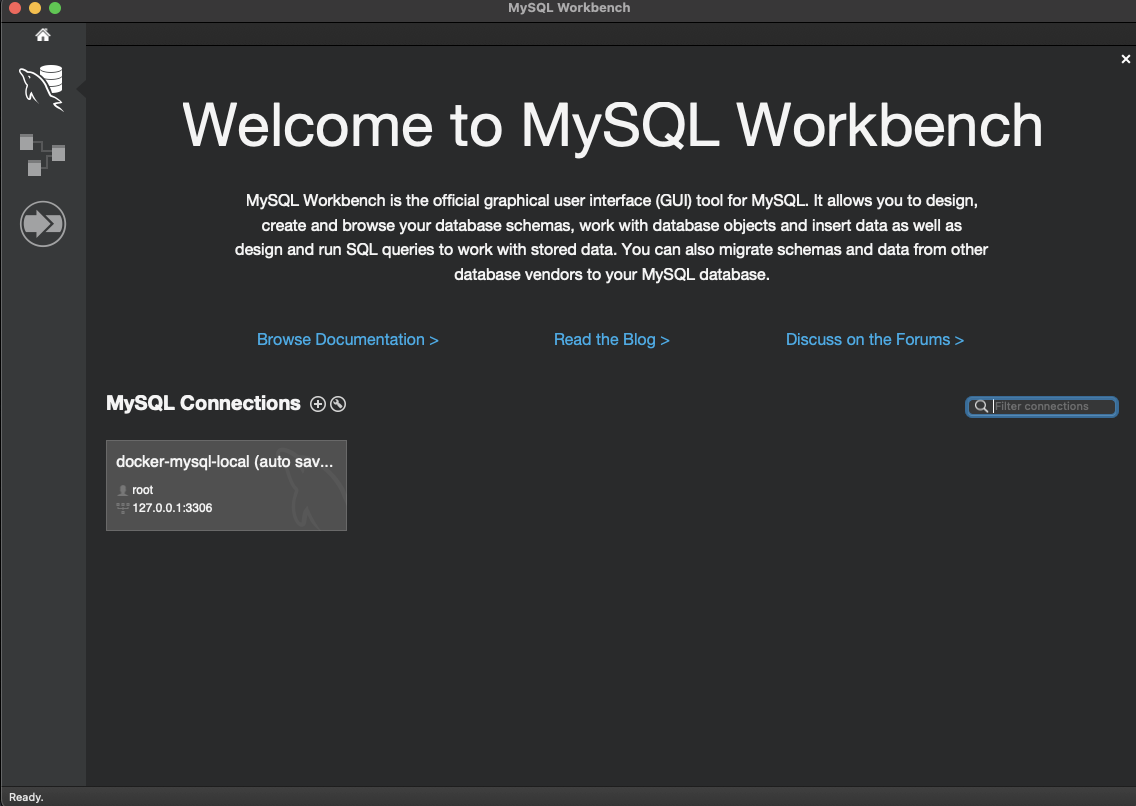 MySQL Workbench
Welcome to MySQL Workbench
MySQL Workbench is the official graphical user interface (GUI) tool for MySQL. It allows you to design,
create and browse your database schemas, work with database objects and insert data as well as
design and run SQL queries to work with stored data. You can also migrate schemas and data from other
database vendors to your MySQL database.
Browse Documentation >
Read the Blog >
Discuss on the Forums >
MySQL Connections
Filter connections
docker-mysql-local (auto sav...
root
127.0.0.1:3306
Ready.